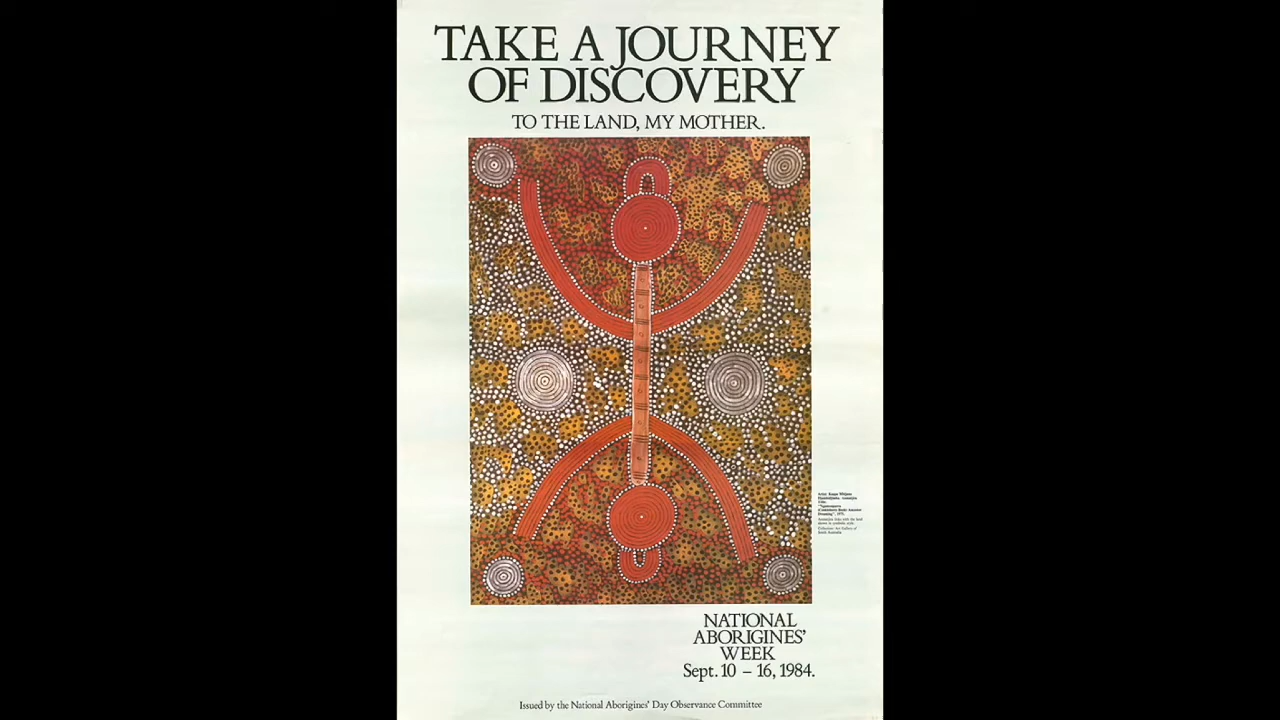 TAKE A JOURNEY
OF DISCOVERY
TO THE LAND, MY MOTHER.
NATIONAL
ABORIGINES'
WEEK
Sept. 10 – 16, 1984.
Issued by the National Aborigines' Day Observance Committee